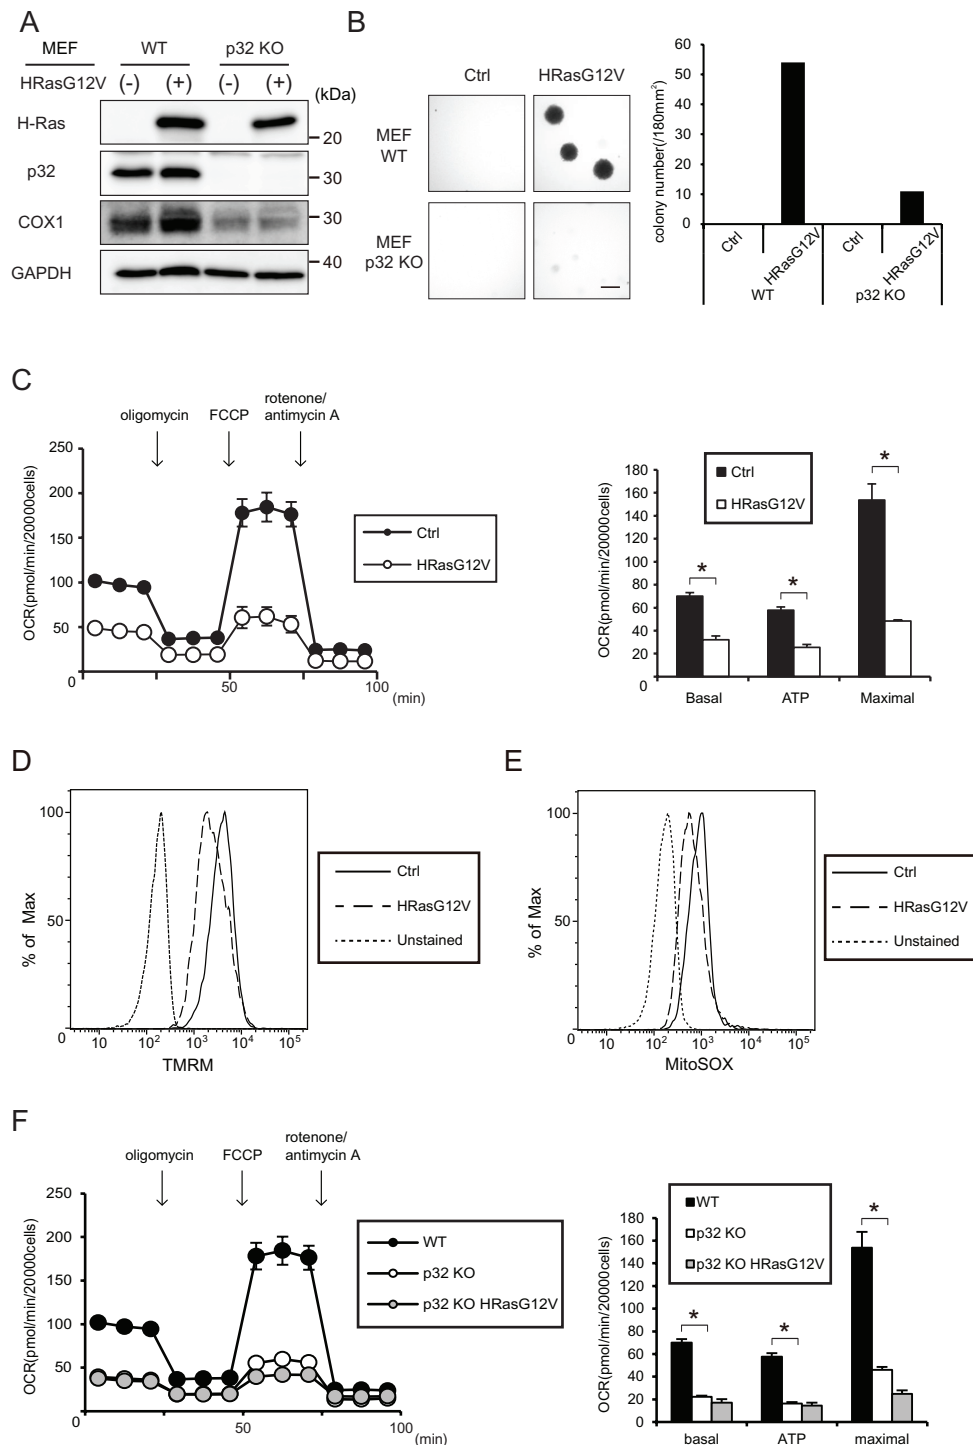 A
MEF WT p32 KO
HRasG12V (-) (+) (-) (+) (kDa)
H-Ras
20
p32
30
COX1
30
GAPDH
40
B
Ctrl HRasG12V
MEF
WT
MEF
p32 KO
colony number(/180mm²)
60
50
40
30
20
10
0
Ctrl HRasG12V Ctrl HRasG12V
WT p32 KO
C
oligomycin FCCP rotenone/
antimycin A
OCR(pmol/min/20000cells)
250
200
150
100
50
0
50 100
(min)
Ctrl
HRasG12V
OCR(pmol/min/20000cells)
180
160
140
120
100
80
60
40
20
0
Ctrl
HRasG12V
* * *
Basal ATP Maximal
D
% of Max
100
50
0
10 10² 10³ 10⁴ 10⁵
TMRM
Ctrl
HRasG12V
Unstained
E
% of Max
100
50
0
10 10² 10³ 10⁴ 10⁵
MitoSOX
Ctrl
HRasG12V
Unstained
F
oligomycin FCCP rotenone/
antimycin A
OCR(pmol/min/20000cells)
250
200
150
100
50
0
50 100
(min)
WT
p32 KO
p32 KO HRasG12V
OCR(pmol/min/20000cells)
180
160
140
120
100
80
60
40
20
0
WT
p32 KO
p32 KO HRasG12V
* * *
basal ATP maximal